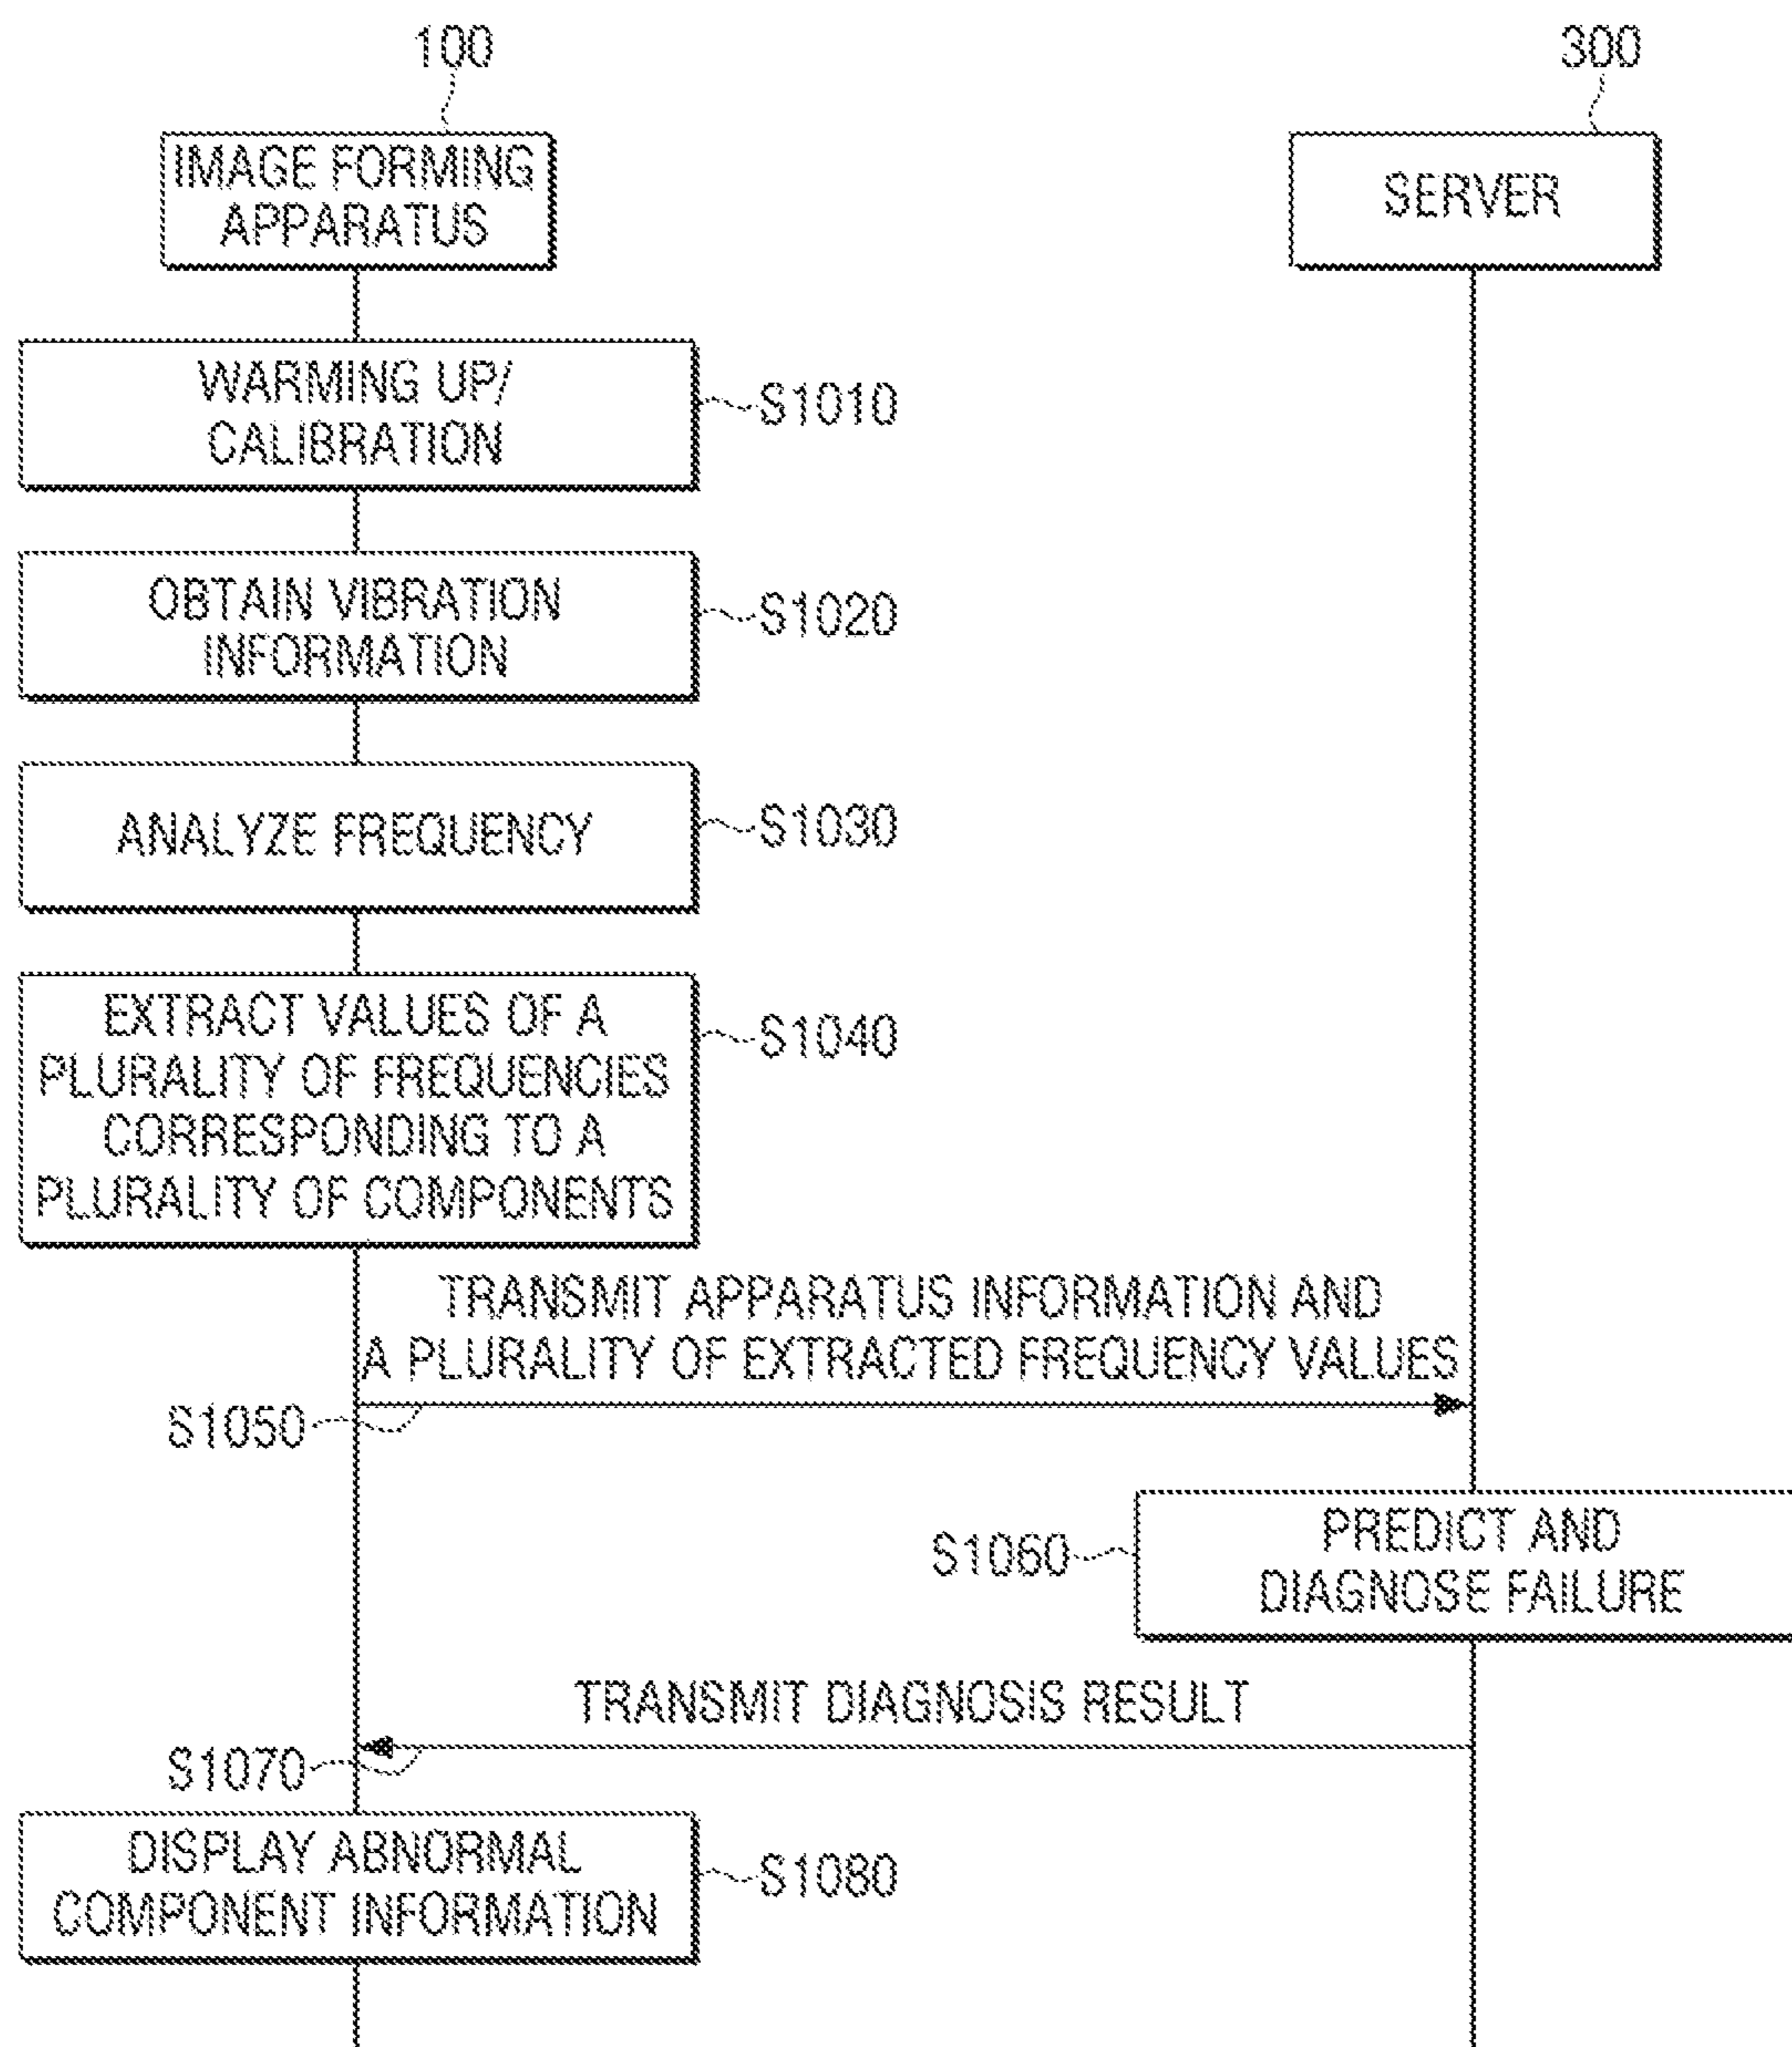 100
300
IMAGE FORMING
APPARATUS
SERVER
WARMING UP/
CALIBRATION
S1010
OBTAIN VIBRATION
INFORMATION
S1020
ANALYZE FREQUENCY
S1030
EXTRACT VALUES OF A
PLURALITY OF FREQUENCIES
CORRESPONDING TO A
PLURALITY OF COMPONENTS
S1040
TRANSMIT APPARATUS INFORMATION AND
A PLURALITY OF EXTRACTED FREQUENCY VALUES
S1050
PREDICT AND
DIAGNOSE FAILURE
S1060
TRANSMIT DIAGNOSIS RESULT
S1070
DISPLAY ABNORMAL
COMPONENT INFORMATION
S1080